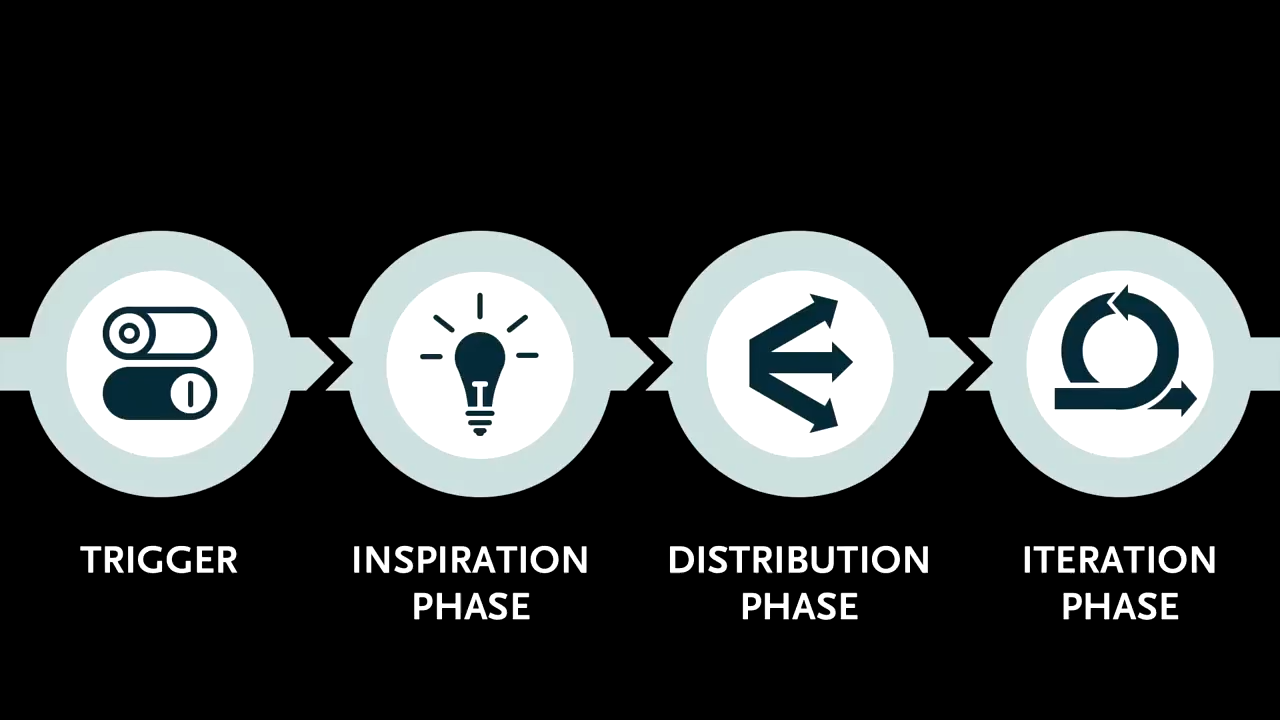 TRIGGER
INSPIRATION
PHASE
DISTRIBUTION
PHASE
ITERATION
PHASE